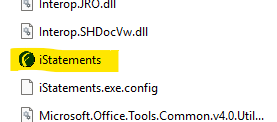 Interop.JRO.dll
Interop.SHDocVw.dll
iStatements
iStatements.exe.config
Microsoft.Office.Tools.Common.v4.0.Util...